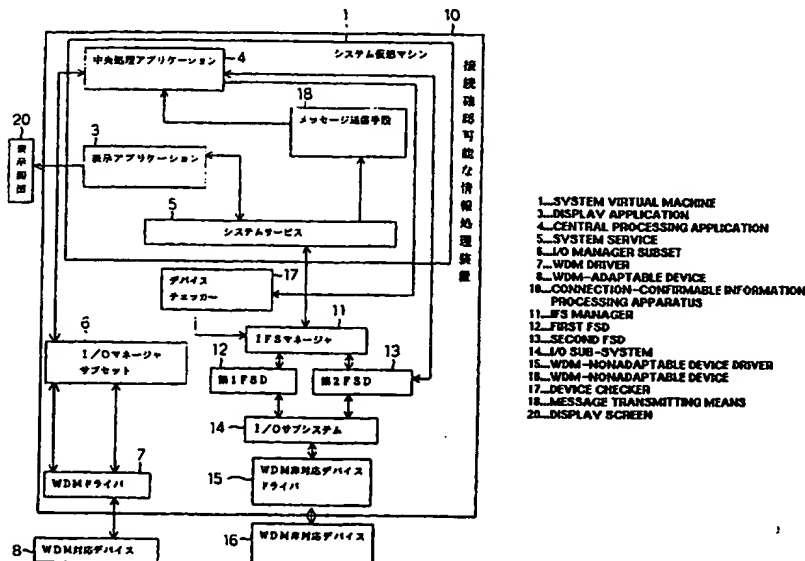 1
10
システム仮想マシン
中央処理アプリケーション
4
18
メッセージ送信手段
20
表示画面
3
表示アプリケーション
5
システムサービス
接続確認可能な情報処理装置
デバイス
チェッカー
17
6
i
11
IFSマネージャ
I/Oマネージャ
サブセット
12
13
第1FSD
第2FSD
14
I/Oサブシステム
7
WDMドライバ
15
WDM非対応デバイス
ドライバ
8
WDM対応デバイス
16
WDM非対応デバイス
1...SYSTEM VIRTUAL MACHINE
3...DISPLAY APPLICATION
4...CENTRAL PROCESSING APPLICATION
5...SYSTEM SERVICE
6...I/O MANAGER SUBSET
7...WDM DRIVER
8...WDM-ADAPTABLE DEVICE
10...CONNECTION-CONFIRMABLE INFORMATION
PROCESSING APPARATUS
11...IFS MANAGER
12...FIRST FSD
13...SECOND FSD
14...I/O SUB-SYSTEM
15...WDM-NONADAPTABLE DEVICE DRIVER
16...WDM-NONADAPTABLE DEVICE
17...DEVICE CHECKER
18...MESSAGE TRANSMITTING MEANS
20...DISPLAY SCREEN